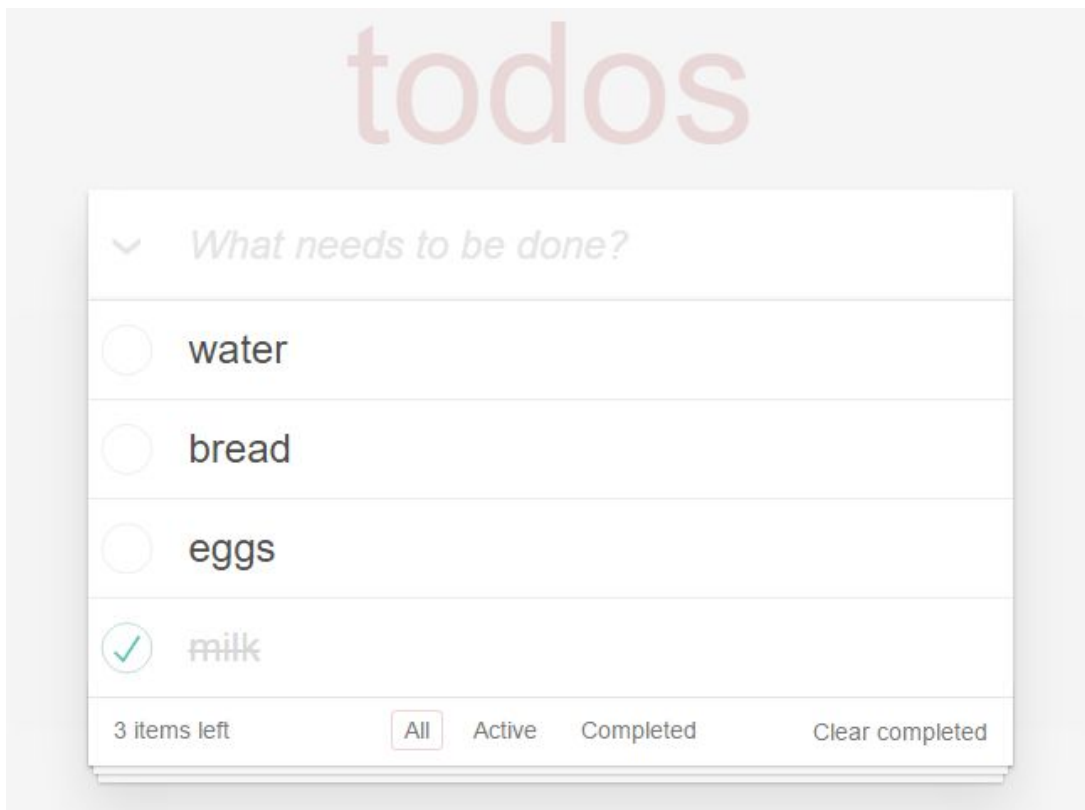 todos
What needs to be done?
water
bread
eggs
milk
3 items left All Active Completed Clear completed